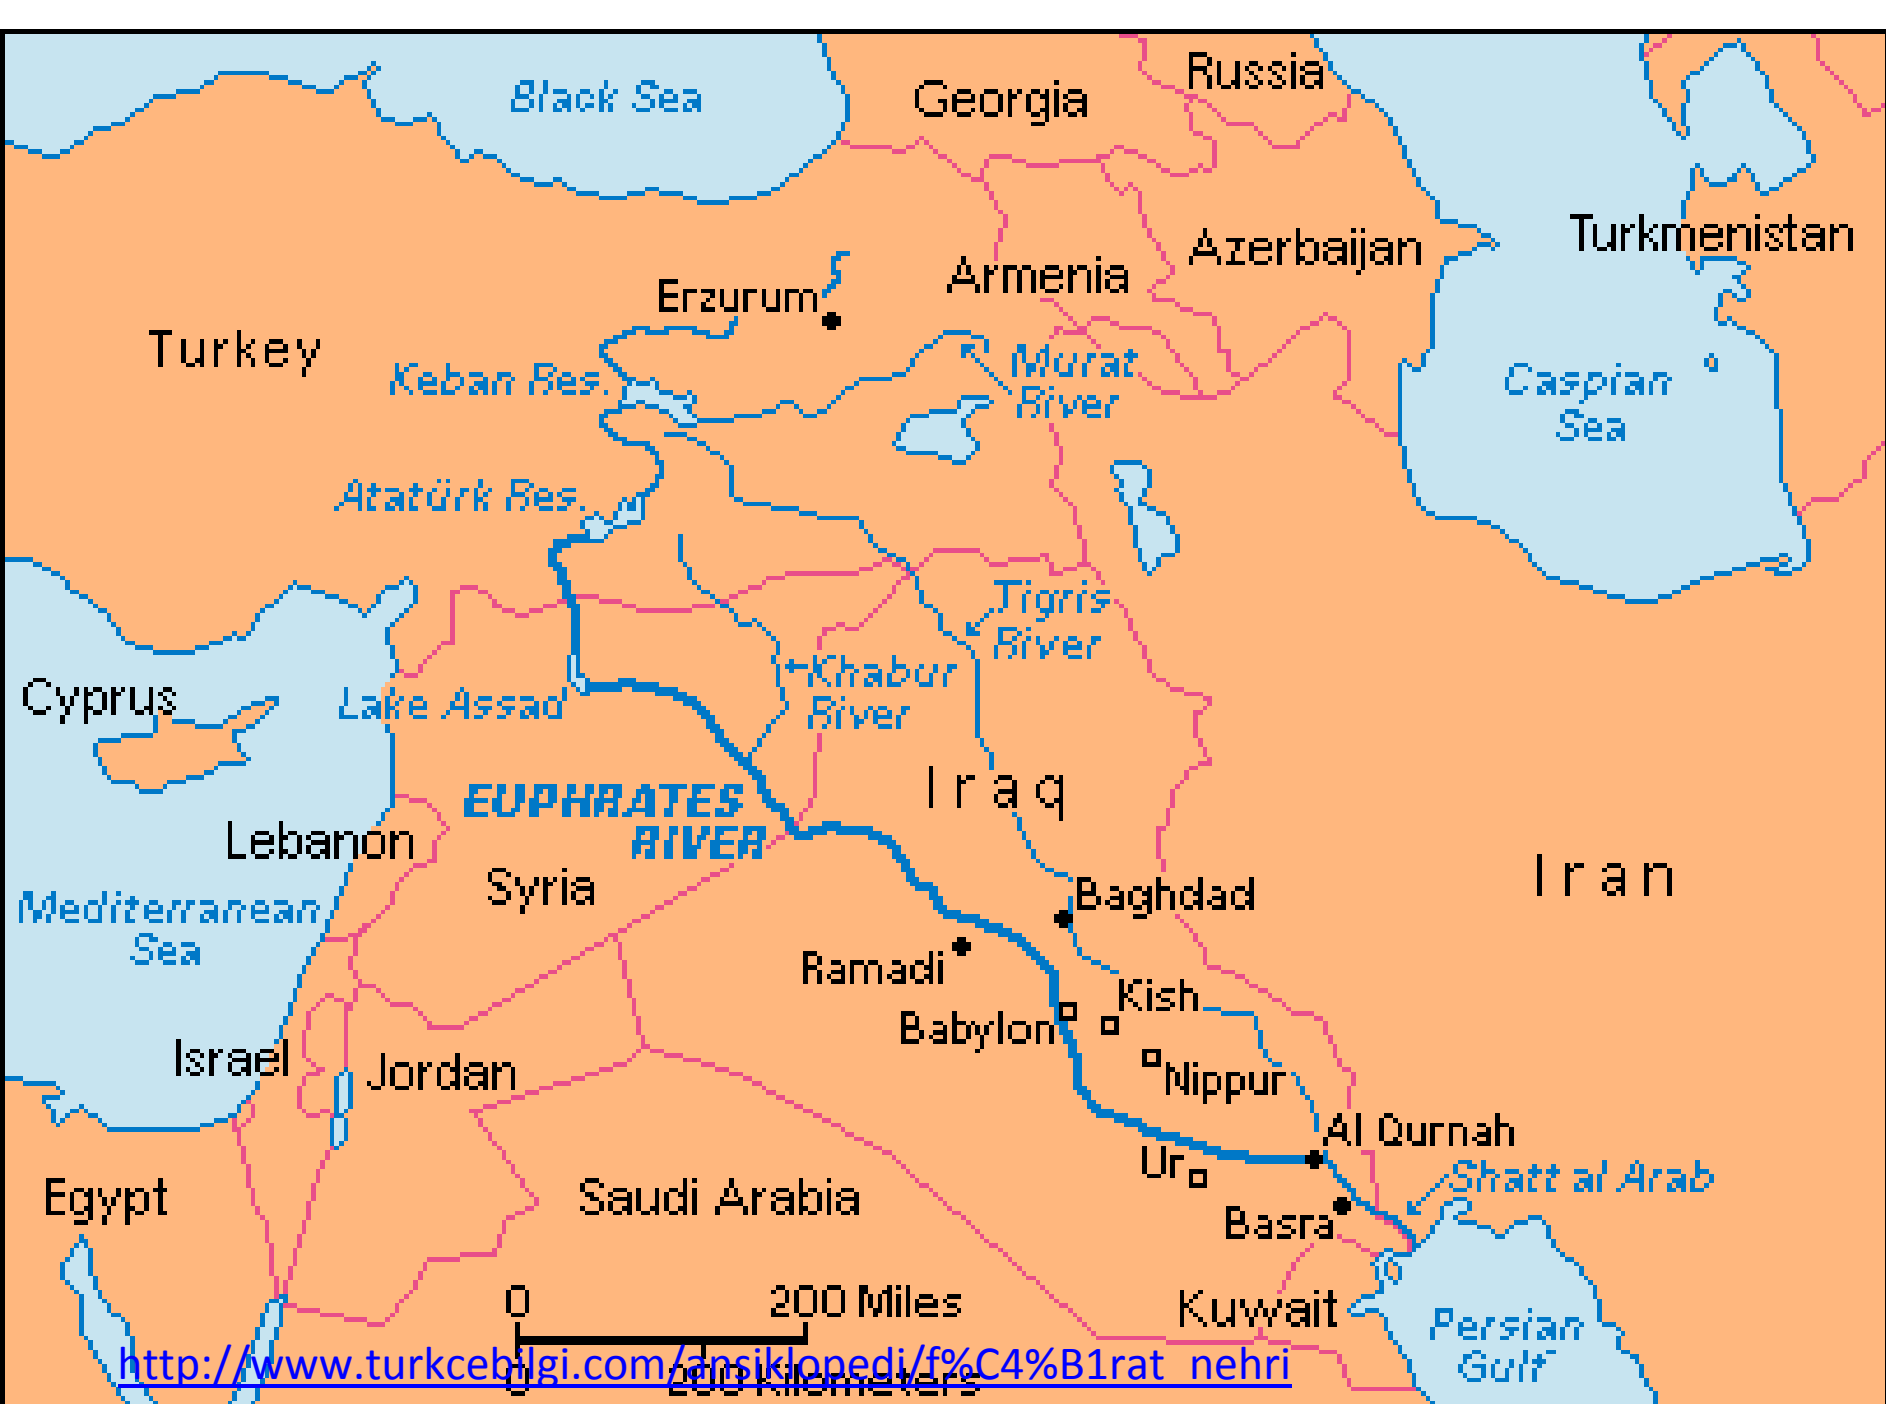 Black Sea
Georgia
Russia
Turkmenistan
Azerbaijan
Armenia
Erzurum
Turkey
Keban Res.
Murat
River
Caspian
Sea
Atatürk Res.
Tigris
River
Khabur
River
Cyprus
Lake Assad
Iraq
EUPHRATES
RIVER
Lebanon
Syria
Iran
Baghdad
Mediterranean
Sea
Ramadi
Kish
Babylon
Israel
Jordan
Nippur
Al Qurnah
Ur
Shatt al Arab
Egypt
Saudi Arabia
Basra
0 200 Miles
Kuwait
Persian
Gulf
http://www.turkcebilgi.com/ansiklopedi/f%C4%B1rat_nehri
0 200 Kilometers